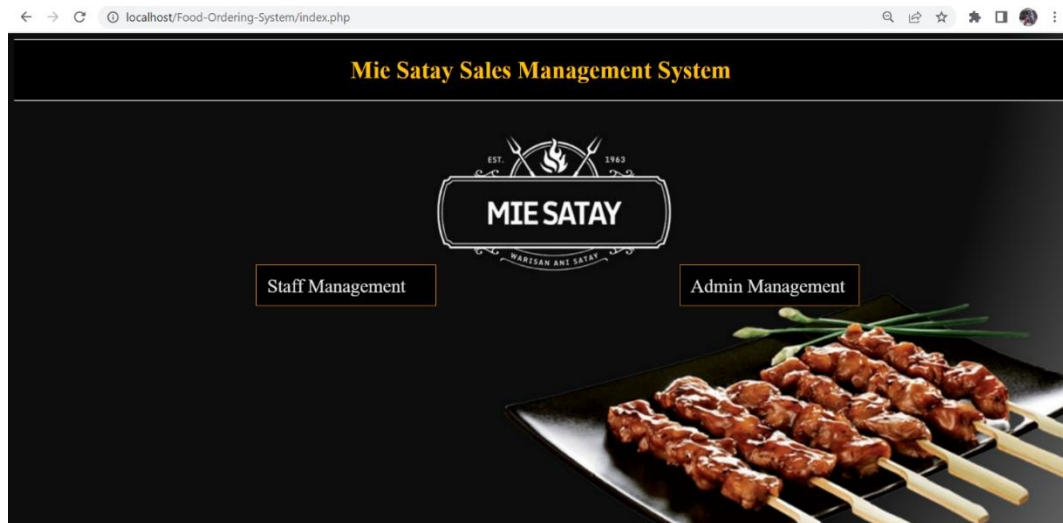 localhost/Food-Ordering-System/index.php
Mie Satay Sales Management System
EST. 1963
MIE SATAY
WARISAN ANI SATAY
Staff Management
Admin Management